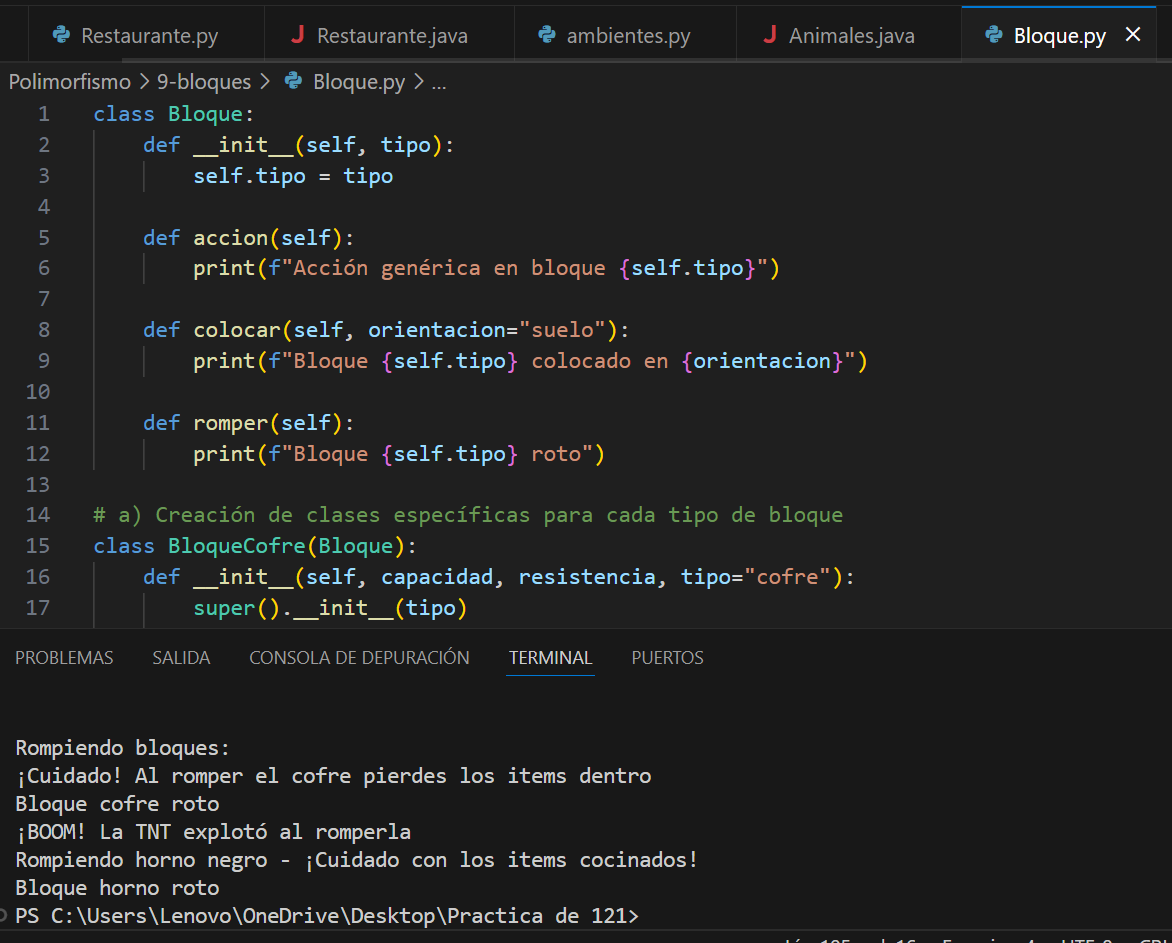 Restaurante.py Restaurante.java ambientes.py Animales.java Bloque.py
Polimorfismo > 9-bloques > Bloque.py > ...
1 class Bloque:
2     def __init__(self, tipo):
3         self.tipo = tipo
4
5     def accion(self):
6         print(f"Acción genérica en bloque {self.tipo}")
7
8     def colocar(self, orientacion="suelo"):
9         print(f"Bloque {self.tipo} colocado en {orientacion}")
10
11     def romper(self):
12         print(f"Bloque {self.tipo} roto")
13
14 # a) Creación de clases específicas para cada tipo de bloque
15 class BloqueCofre(Bloque):
16     def __init__(self, capacidad, resistencia, tipo="cofre"):
17         super().__init__(tipo)
PROBLEMAS SALIDA CONSOLA DE DEPURACIÓN TERMINAL PUERTOS
Rompiendo bloques:
¡Cuidado! Al romper el cofre pierdes los items dentro
Bloque cofre roto
¡BOOM! La TNT explotó al romperla
Rompiendo horno negro - ¡Cuidado con los items cocinados!
Bloque horno roto
PS C:\Users\Lenovo\OneDrive\Desktop\Practica de 121>